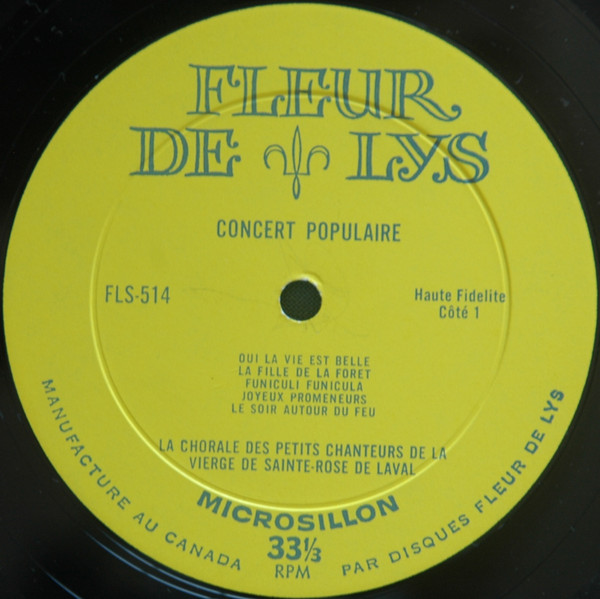 FLEUR
DE LYS
CONCERT POPULAIRE
FLS-514
Haute Fidelite
Côté 1
OUI LA VIE EST BELLE
LA FILLE DE LA FORET
FUNICULI FUNICULA
JOYEUX PROMENEURS
LE SOIR AUTOUR DU FEU
LA CHORALE DES PETITS CHANTEURS DE LA
VIERGE DE SAINTE-ROSE DE LAVAL
MICROSILLON
33⅓
RPM
MANUFACTURE AU CANADA PAR DISQUES FLEUR DE LYS